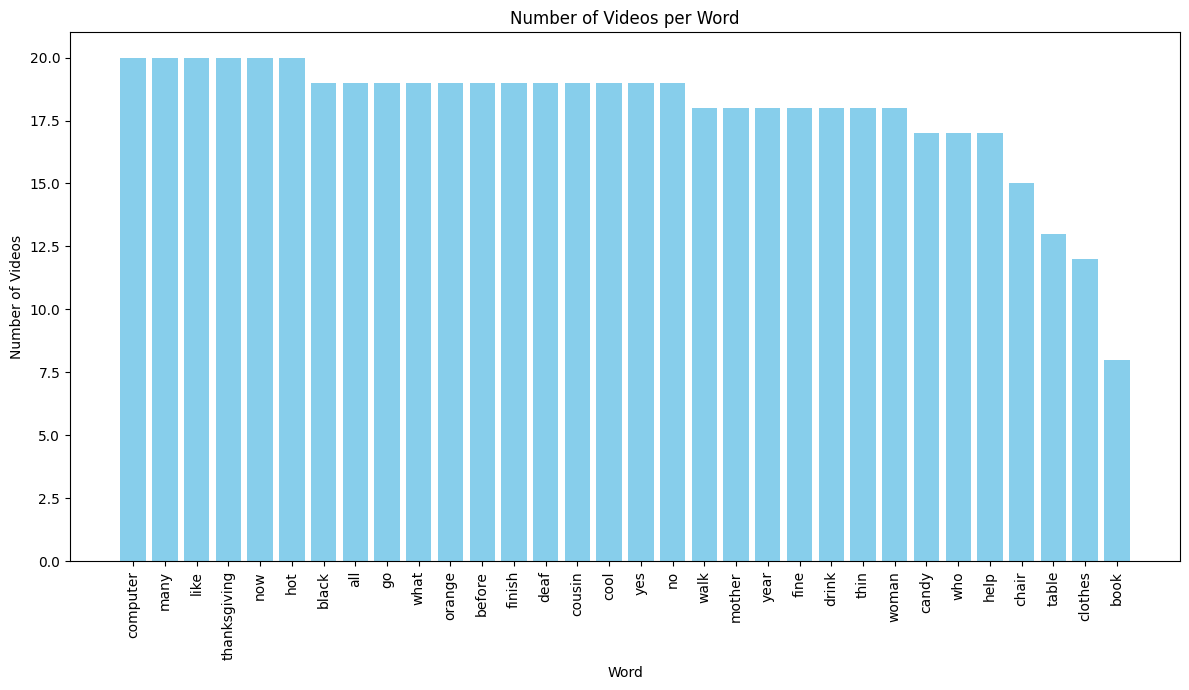 Number of Videos per Word
Number of Videos
20.0
17.5
15.0
12.5
10.0
7.5
5.0
2.5
0.0
computer
many
like
thanksgiving
now
hot
black
all
go
what
orange
before
finish
deaf
cousin
cool
yes
no
walk
mother
year
fine
drink
thin
woman
candy
who
help
chair
table
clothes
book
Word